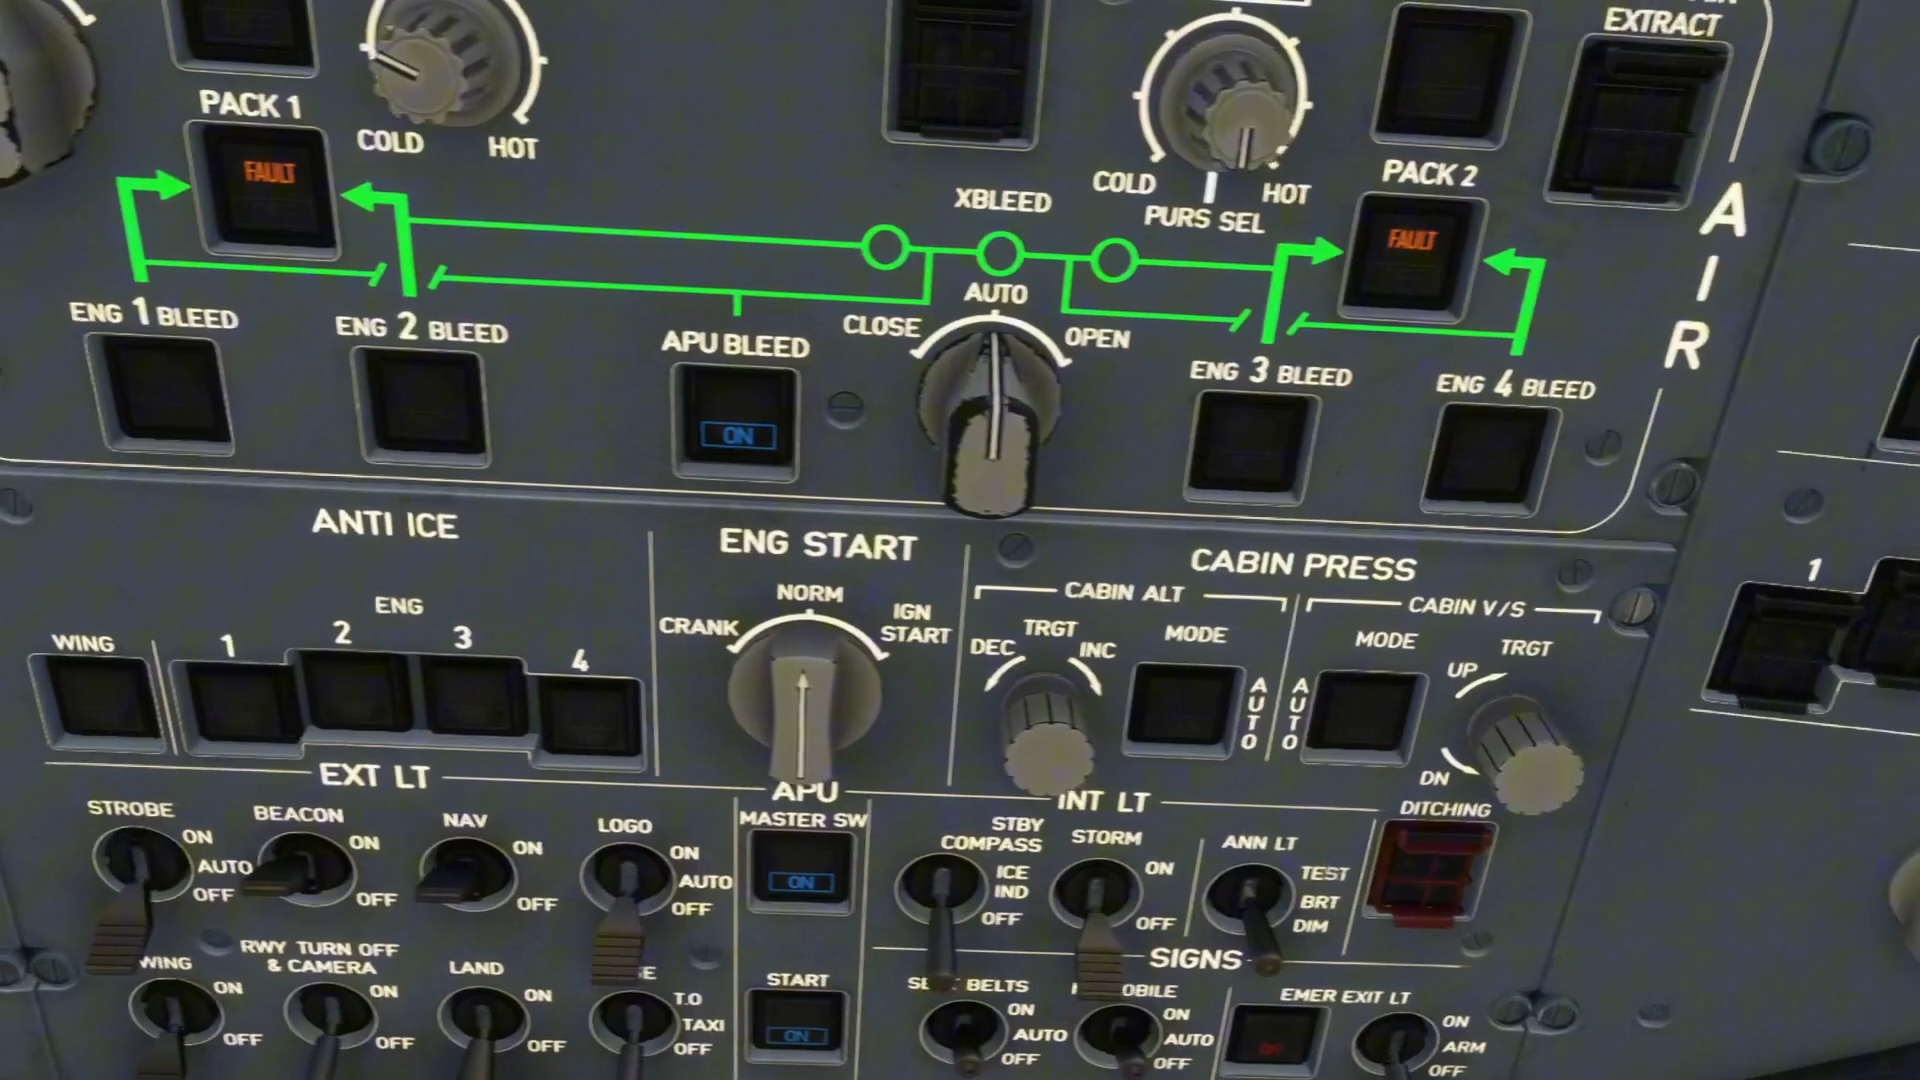 EXTRACT
PACK 1
COLD
HOT
FAULT
COLD
HOT
PURS SEL
PACK 2
FAULT
AIR
XBLEED
AUTO
CLOSE
OPEN
ENG 1 BLEED
ENG 2 BLEED
APU BLEED
ON
ENG 3 BLEED
ENG 4 BLEED
ANTI ICE
WING
ENG
1
2
3
4
ENG START
CRANK
NORM
IGN
START
CABIN PRESS
CABIN ALT
DEC
TRGT
INC
MODE
AUTO
CABIN V/S
AUTO
MODE
TRGT
UP
DN
1
EXT LT
STROBE
ON
AUTO
OFF
BEACON
ON
OFF
NAV
ON
OFF
LOGO
ON
AUTO
OFF
WING
ON
OFF
RWY TURN OFF
& CAMERA
ON
OFF
LAND
ON
OFF
T.O
TAXI
OFF
APU
MASTER SW
ON
START
ON
INT LT
STBY
COMPASS
ICE
IND
OFF
STORM
ON
OFF
ANN LT
TEST
BRT
DIM
DITCHING
SIGNS
BELTS
ON
AUTO
OFF
ON
AUTO
OFF
EMER EXIT LT
OFF
ON
ARM
OFF